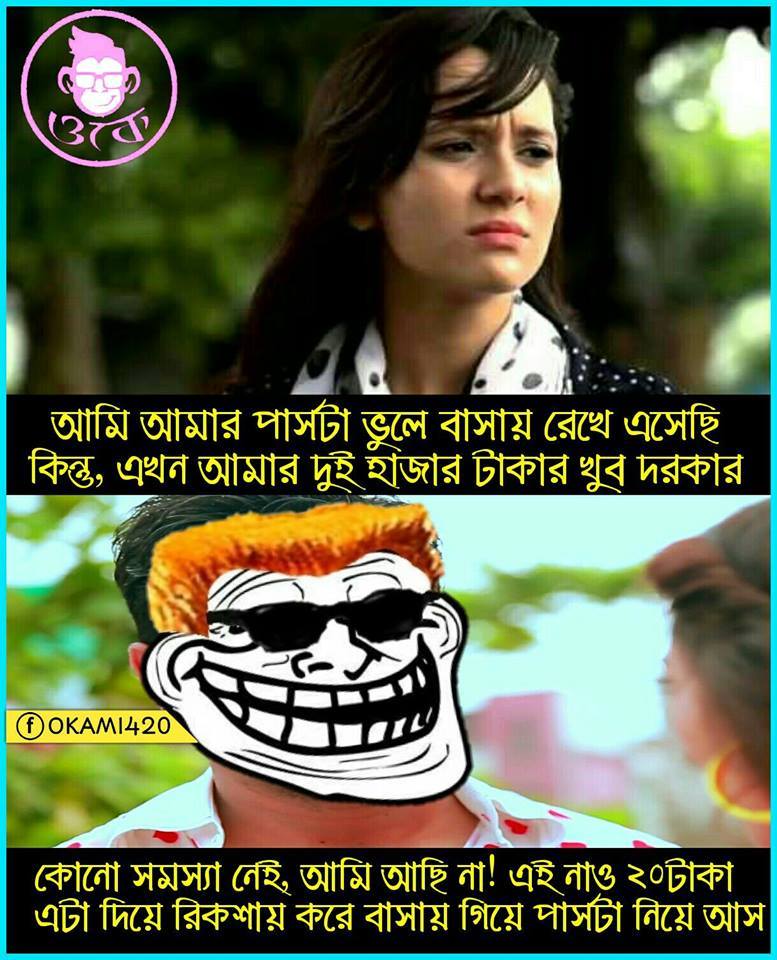 ওকে
আমি আমার পার্সটা ভুলে বাসায় রেখে এসেছি
কিন্তু, এখন আমার দুই হাজার টাকার খুব দরকার
f OKAMI420
কোনো সমস্যা নেই, আমি আছি না! এই নাও ২০টাকা
এটা দিয়ে রিকশায় করে বাসায় গিয়ে পার্সটা নিয়ে আস